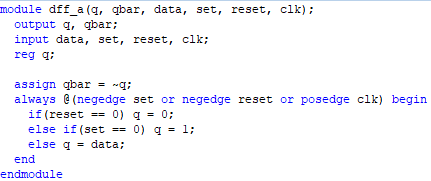 module dff_a(q, qbar, data, set, reset, clk);
output q, qbar;
input data, set, reset, clk;
reg q;
assign qbar = ~q;
always @(negedge set or negedge reset or posedge clk) begin
if(reset == 0) q = 0;
else if(set == 0) q = 1;
else q = data;
end
endmodule